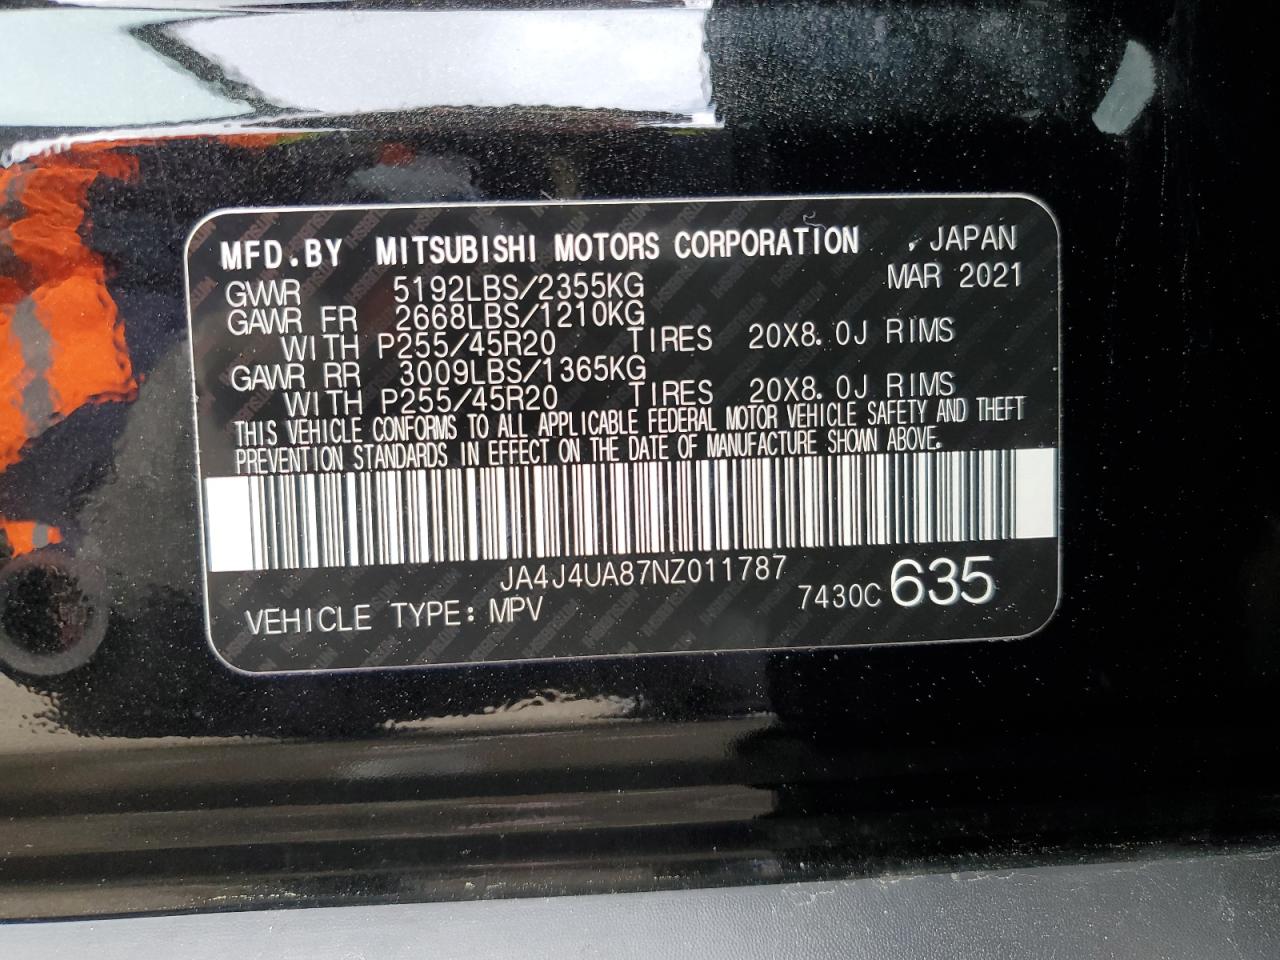 MFD.BY MITSUBISHI MOTORS CORPORATION , JAPAN
GVWR 5192LBS/2355KG MAR 2021
GAWR FR 2668LBS/1210KG
WITH P255/45R20 TIRES 20X8.0J RIMS
GAWR RR 3009LBS/1365KG
WITH P255/45R20 TIRES 20X8.0J RIMS
THIS VEHICLE CONFORMS TO ALL APPLICABLE FEDERAL MOTOR VEHICLE SAFETY AND THEFT
PREVENTION STANDARDS IN EFFECT ON THE DATE OF MANUFACTURE SHOWN ABOVE.
JA4J4UA87NZ011787
VEHICLE TYPE: MPV 7430C 635